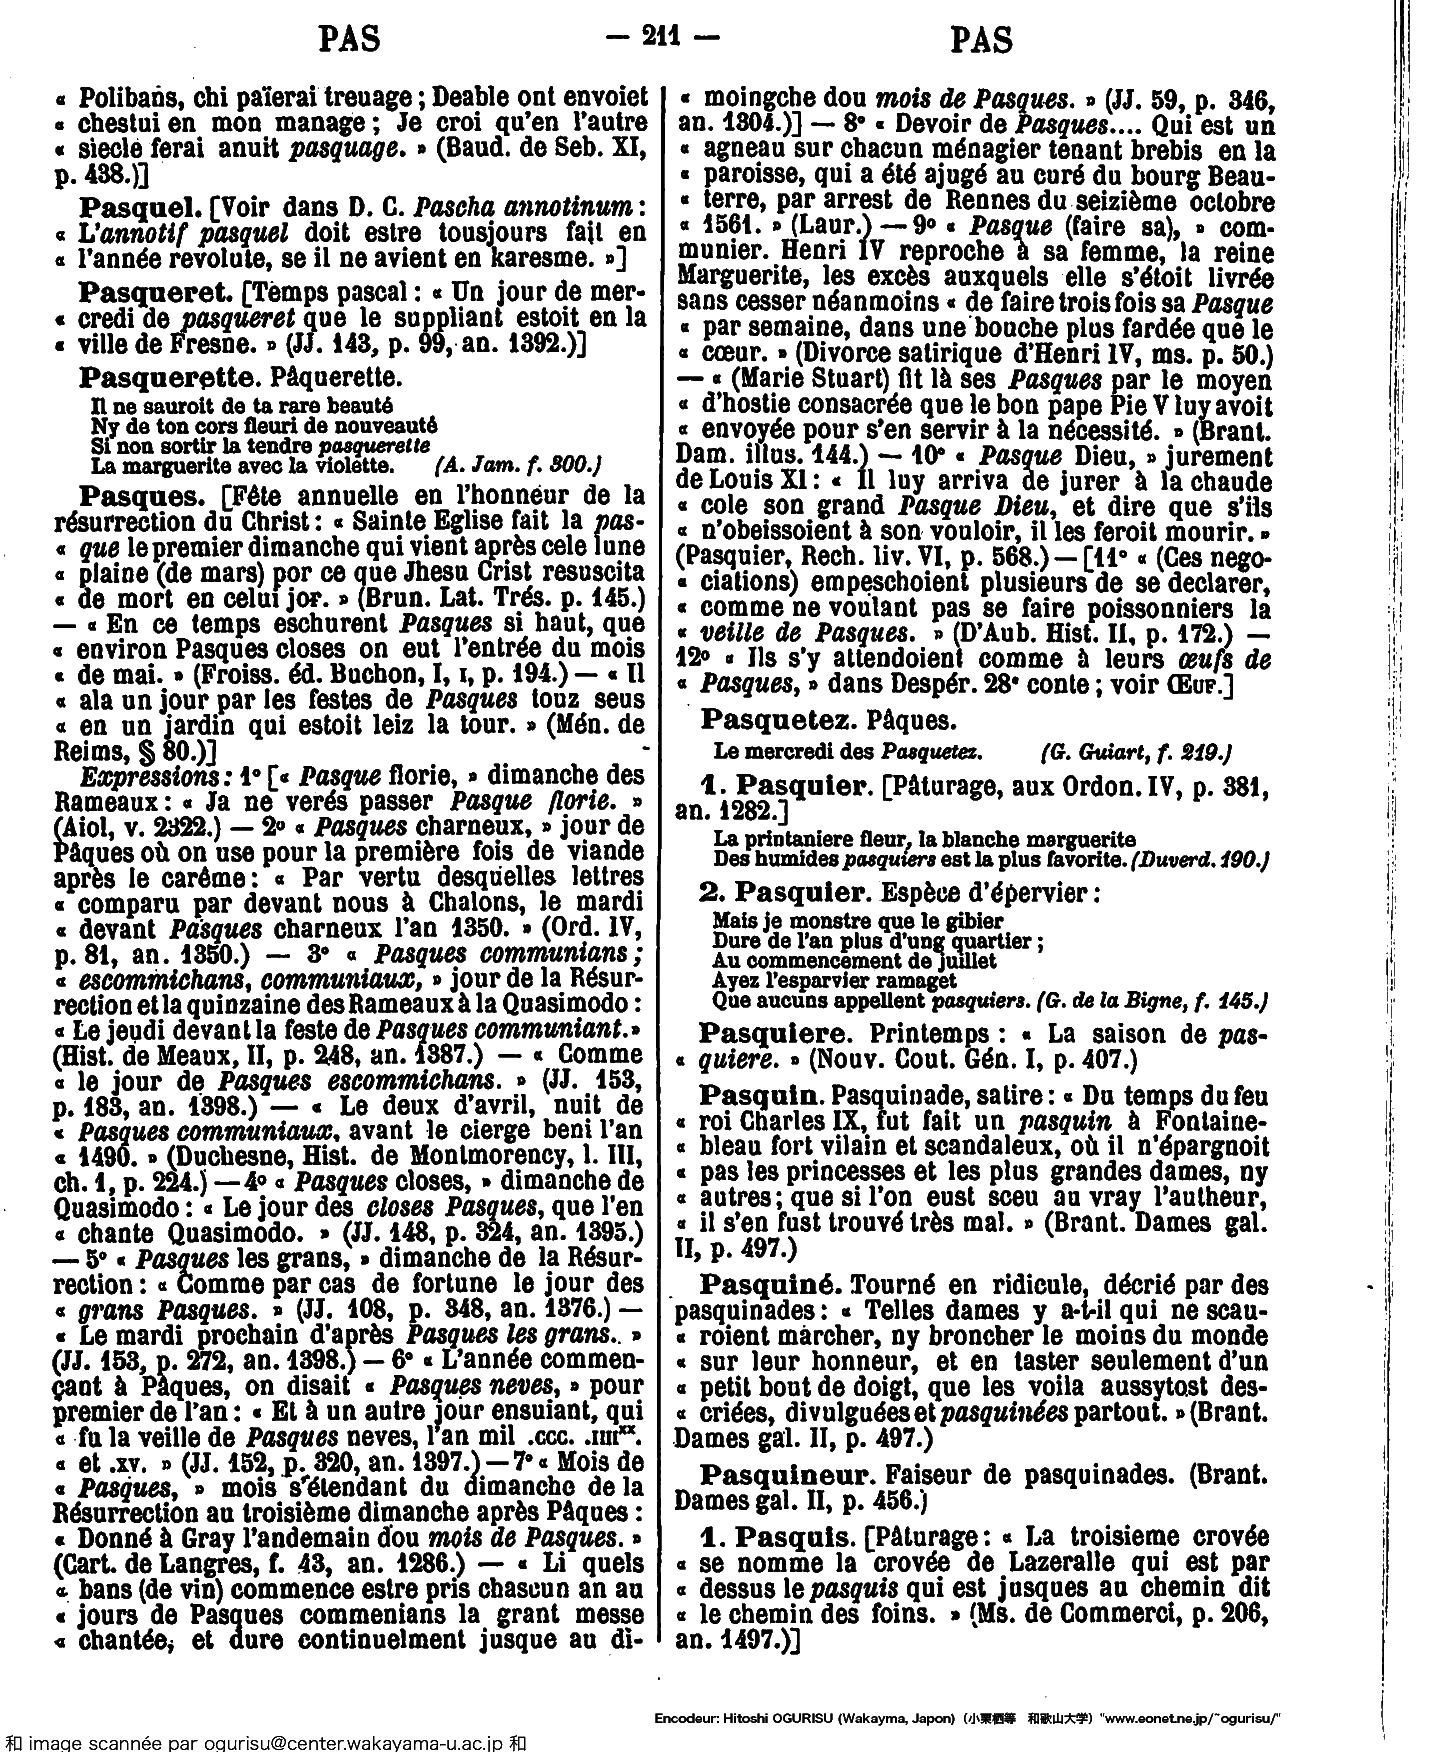 PAS — 211 — PAS
« Polibans, chi païerai treuage ; Deable ont envoiet
« chestui en mon manage ; Je croi qu'en l'autre
« siecle ferai anuit pasquage. » (Baud. de Seb. XI,
p. 438.)]
Pasquel. [Voir dans D. C. Pascha annotinum :
« L'annotif pasquel doit estre tousjours fait en
« l'année revolute, se il ne avient en karesme. »]
Pasqueret. [Temps pascal : « Un jour de mer-
« credi de pasqueret que le suppliant estoit en la
« ville de Fresne. » (JJ. 143, p. 99, an. 1392.)]
Pasquerette. Pâquerette.
Il ne sauroit de ta rare beauté
Ny de ton cors fleuri de nouveauté
Si non sortir la tendre pasquerette
La marguerite avec la violette. (A. Jam. f. 300.)
Pasques. [Fête annuelle en l'honneur de la
résurrection du Christ : « Sainte Eglise fait la pas-
« que le premier dimanche qui vient après cele lune
« plaine (de mars) por ce que Jhesu Crist resuscita
« de mort en celui jor. » (Brun. Lat. Trés. p. 145.)
— « En ce temps eschurent Pasques si haut, que
« environ Pasques closes on eut l'entrée du mois
« de mai. » (Froiss. éd. Buchon, I, I, p. 194.) — « Il
« ala un jour par les festes de Pasques touz seus
« en un jardin qui estoit leiz la tour. » (Mén. de
Reims, § 80.)]
Expressions : 1° [« Pasque florie, » dimanche des
Rameaux : « Ja ne verés passer Pasque florie. »
(Aiol, v. 2322.) — 2° « Pasques charneux, » jour de
Pâques où on use pour la première fois de viande
après le carême : « Par vertu desquelles lettres
« comparu par devant nous à Chalons, le mardi
« devant Pasques charneux l'an 1350. » (Ord. IV,
p. 81, an. 1350.) — 3° « Pasques communians ;
« escommichans, communiaux, » jour de la Résur-
rection et la quinzaine des Rameaux à la Quasimodo :
« Le jeudi devant la feste de Pasques communiant. »
(Hist. de Meaux, II, p. 248, an. 1387.) — « Comme
« le jour de Pasques escommichans. » (JJ. 153,
p. 183, an. 1398.) — « Le deux d'avril, nuit de
« Pasques communiaux, avant le cierge beni l'an
« 1490. » (Duchesne, Hist. de Montmorency, l. III,
ch. 1, p. 224.) — 4° « Pasques closes, » dimanche de
Quasimodo : « Le jour des closes Pasques, que l'en
« chante Quasimodo. » (JJ. 148, p. 324, an. 1395.)
— 5° « Pasques les grans, » dimanche de la Résur-
rection : « Comme par cas de fortune le jour des
« grans Pasques. » (JJ. 108, p. 348, an. 1376.) —
« Le mardi prochain d'après Pasques les grans. »
(JJ. 153, p. 272, an. 1398.) — 6° « L'année commen-
çant à Pâques, on disait « Pasques neves, » pour
premier de l'an : « Et à un autre jour ensuiant, qui
« fu la veille de Pasques neves, l'an mil .CCC. .IIIIxx.
« et .XV. » (JJ. 152, p. 320, an. 1397.) — 7° « Mois de
« Pasques, » mois s'étendant du dimanche de la
Résurrection au troisième dimanche après Pâques :
« Donné à Gray l'andemain dou mois de Pasques. »
(Cart. de Langres, f. 43, an. 1286.) — « Li quels
« bans (de vin) commence estre pris chascun an au
« jours de Pasques commenians la grant messe
« chantée, et dure continuelment jusque au di-
« moingche dou mois de Pasques. » (JJ. 59, p. 346,
an. 1304.)] — 8° « Devoir de Pasques.... Qui est un
« agneau sur chacun ménagier tenant brebis en la
« paroisse, qui a été ajugé au curé du bourg Beau-
« terre, par arrest de Rennes du seizième octobre
« 1561. » (Laur.) — 9° « Pasque (faire sa), » com-
munier. Henri IV reproche à sa femme, la reine
Marguerite, les excès auxquels elle s'étoit livrée
sans cesser néanmoins « de faire trois fois sa Pasque
« par semaine, dans une bouche plus fardée que le
« cœur. » (Divorce satirique d'Henri IV, ms. p. 50.)
— « (Marie Stuart) fit là ses Pasques par le moyen
« d'hostie consacrée que le bon pape Pie V luy avoit
« envoyée pour s'en servir à la nécessité. » (Brant.
Dam. illus. 144.) — 10° « Pasque Dieu, » jurement
de Louis XI : « Il luy arriva de jurer à la chaude
« cole son grand Pasque Dieu, et dire que s'ils
« n'obeissoient à son vouloir, il les feroit mourir. »
(Pasquier, Rech. liv. VI, p. 568.) — [11° « (Ces nego-
« ciations) empeschoient plusieurs de se declarer,
« comme ne voulant pas se faire poissonniers la
« veille de Pasques. » (D'Aub. Hist. II, p. 172.) —
12° « Ils s'y attendoient comme à leurs œufs de
« Pasques, » dans Despér. 28e conte ; voir ŒUF.]
Pasquetez. Pâques.
Le mercredi des Pasquetez. (G. Guiart, f. 219.)
1. Pasquier. [Pâturage, aux Ordon. IV, p. 381,
an. 1282.]
La printaniere fleur, la blanche marguerite
Des humides pasquiers est la plus favorite. (Duverd. 190.)
2. Pasquier. Espèce d'épervier :
Mais je monstre que le gibier
Dure de l'an plus d'ung quartier ;
Au commencement de juillet
Ayez l'esparvier ramaget
Que aucuns appellent pasquiers. (G. de la Bigne, f. 145.)
Pasquiere. Printemps : « La saison de pas-
« quiere. » (Nouv. Cout. Gén. I, p. 407.)
Pasquin. Pasquinade, satire : « Du temps du feu
« roi Charles IX, fut fait un pasquin à Fontaine-
« bleau fort vilain et scandaleux, où il n'épargnoit
« pas les princesses et les plus grandes dames, ny
« autres ; que si l'on eust sceu au vray l'autheur,
« il s'en fust trouvé très mal. » (Brant. Dames gal.
II, p. 497.)
Pasquiné. Tourné en ridicule, décrié par des
pasquinades : « Telles dames y a-t-il qui ne scau-
« roient marcher, ny broncher le moins du monde
« sur leur honneur, et en taster seulement d'un
« petit bout de doigt, que les voila aussytost des-
« criées, divulguées et pasquinées partout. » (Brant.
Dames gal. II, p. 497.)
Pasquineur. Faiseur de pasquinades. (Brant.
Dames gal. II, p. 456.)
1. Pasquis. [Pâturage : « La troisieme crovée
« se nomme la crovée de Lazeralle qui est par
« dessus le pasquis qui est jusques au chemin dit
« le chemin des foins. » (Ms. de Commerci, p. 206,
an. 1497.)]
Encodeur: Hitoshi OGURISU (Wakayma, Japon) (小栗栖等 和歌山大学) "www.eonet.ne.jp/~ogurisu/"
和 image scannée par ogurisu@center.wakayama-u.ac.jp 和